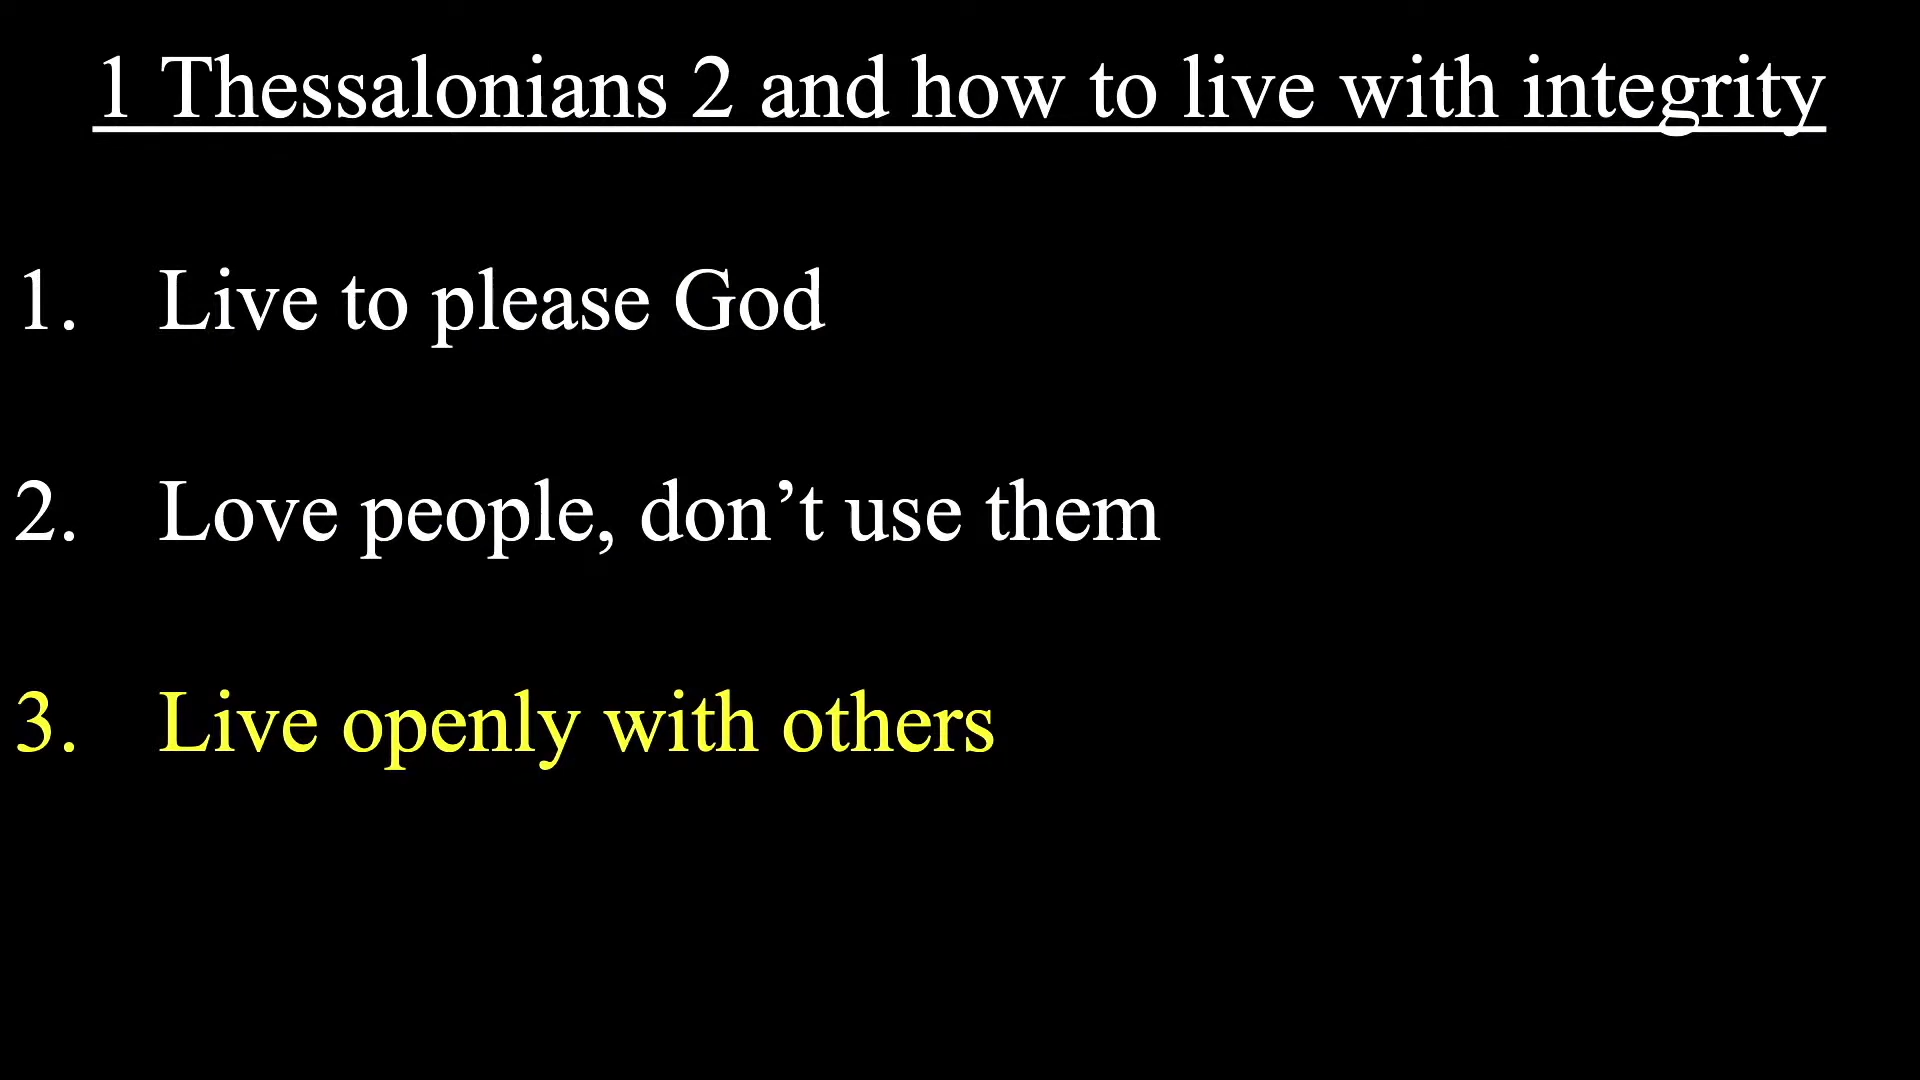 1 Thessalonians 2 and how to live with integrity
1. Live to please God
2. Love people, don’t use them
3. Live openly with others